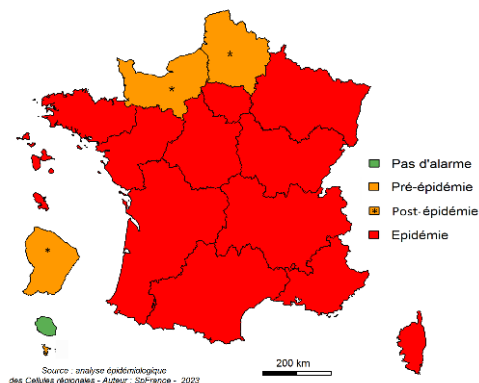 Pas d'alarme
Pré-épidémie
* Post-épidémie
Epidémie
200 km
Source : analyse épidémiologique
des Cellules régionales - Auteur : SpFrance - 2023